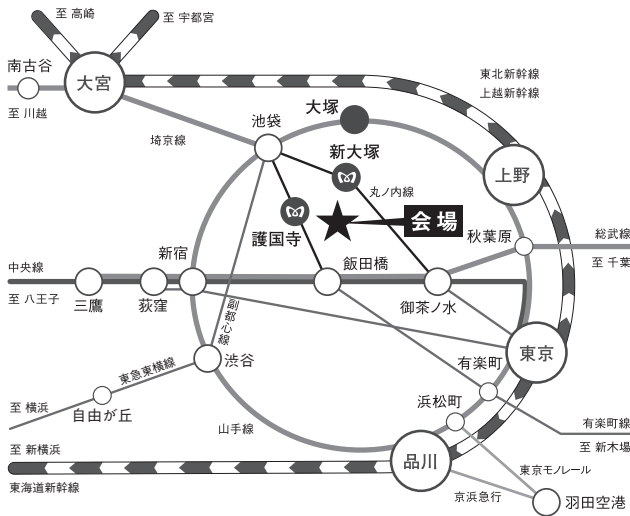 至 高崎
至 宇都宮
南古谷
大宮
至 川越
東北新幹線
上越新幹線
大塚
池袋
埼京線
新大塚
丸ノ内線
上野
護国寺
会場
秋葉原
総武線
至 千葉
新宿
飯田橋
中央線
至 八王子
三鷹
荻窪
御茶ノ水
副都心線
東京
渋谷
有楽町
東急東横線
浜松町
至 横浜
自由が丘
山手線
有楽町線
至 新木場
至 新横浜
品川
東京モノレール
東海道新幹線
京浜急行
羽田空港